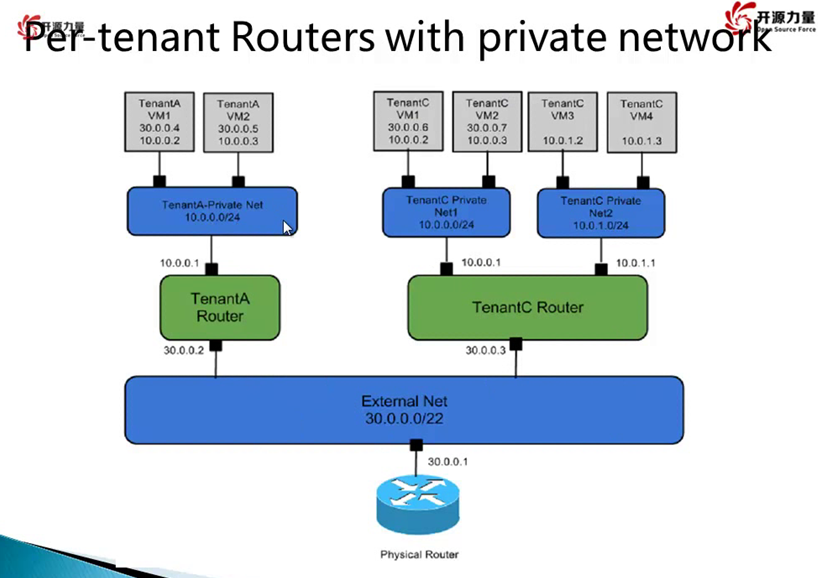 开源力量
Open Source Force
开源力量
Per-tenant Routers with private network
TenantA
VM1
30.0.0.4
10.0.0.2
TenantA
VM2
30.0.0.5
10.0.0.3
TenantC
VM1
30.0.0.6
10.0.0.2
TenantC
VM2
30.0.0.7
10.0.0.3
TenantC
VM3
10.0.1.2
TenantC
VM4
10.0.1.3
TenantA-Private Net
10.0.0.0/24
TenantC Private
Net1
10.0.0.0/24
TenantC Private
Net2
10.0.1.0/24
10.0.0.1
10.0.0.1
10.0.1.1
TenantA
Router
TenantC Router
30.0.0.2
30.0.0.3
External Net
30.0.0.0/22
30.0.0.1
Physical Router